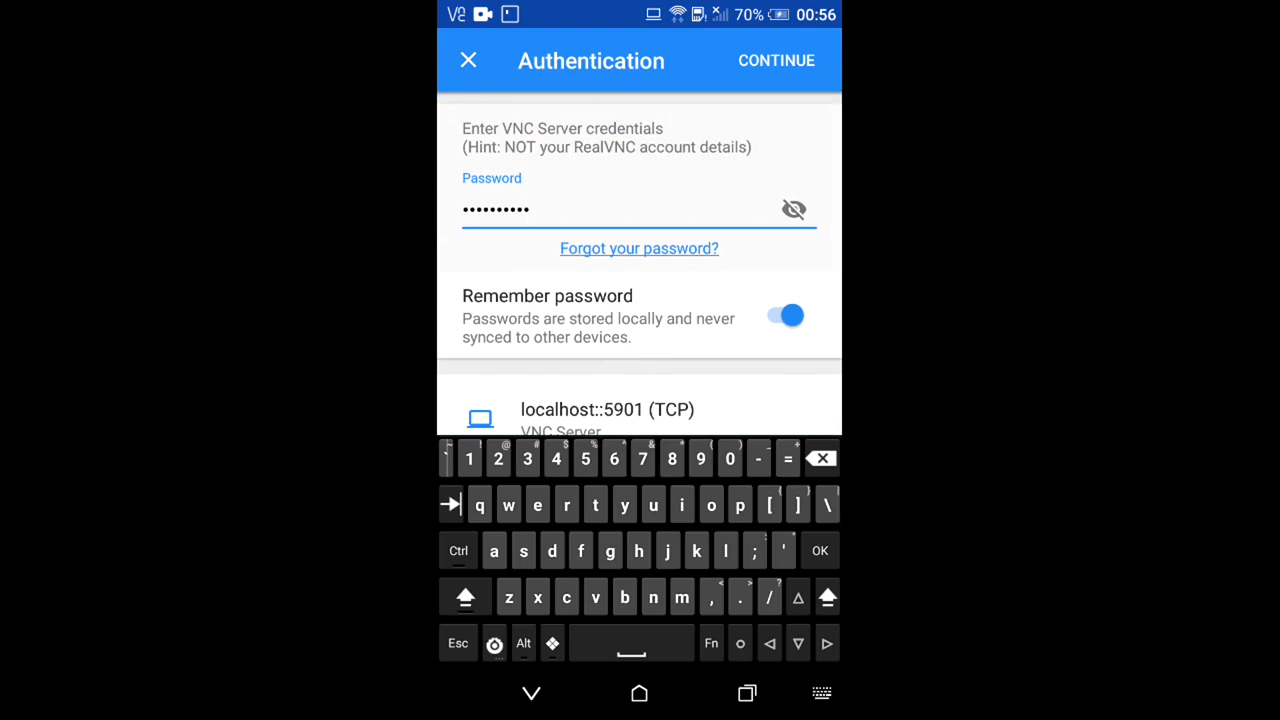 70% 00:56
Authentication CONTINUE
Enter VNC Server credentials
(Hint: NOT your RealVNC account details)
Password
••••••••••
Forgot your password?
Remember password
Passwords are stored locally and never
synced to other devices.
localhost::5901 (TCP)
VNC Server
` 1 2 3 4 5 6 7 8 9 0 - =
q w e r t y u i o p [ ] \
Ctrl a s d f g h j k l ; ' OK
z x c v b n m , . /
Esc Alt Fn